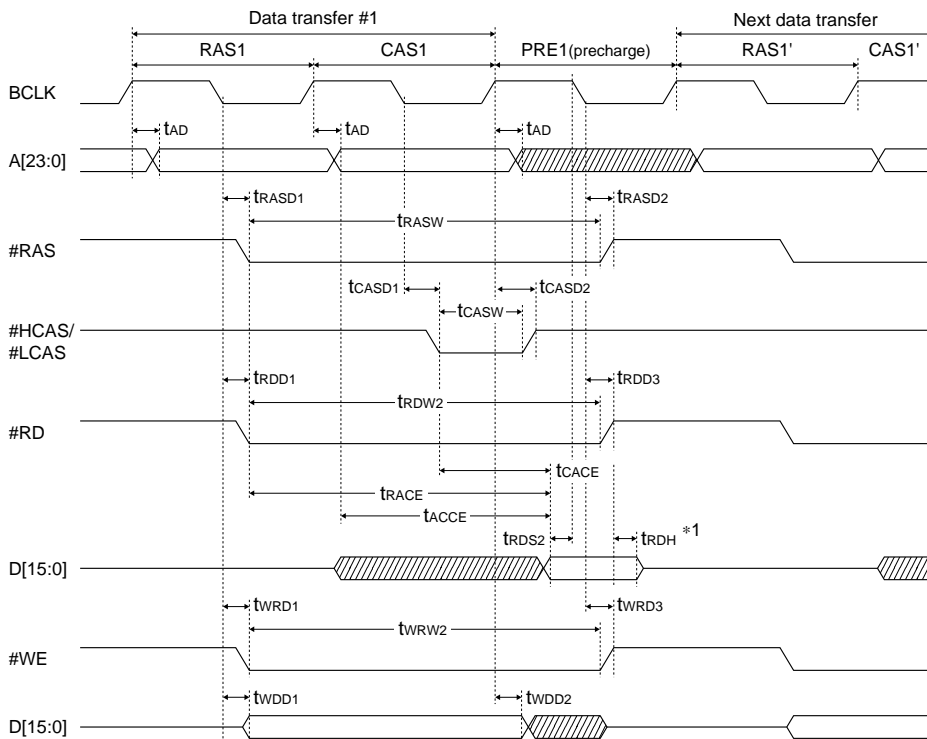 Data transfer #1 Next data transfer
RAS1 CAS1 PRE1(precharge) RAS1' CAS1'
BCLK
tAD tAD tAD
A[23:0]
tRASD1 tRASD2
tRASW
#RAS
tCASD1 tCASD2
tCASW
#HCAS/
#LCAS
tRDD1 tRDD3
tRDW2
#RD
tCACE
tRACE
tACCE
tRDS2 tRDH *1
D[15:0]
tWRD1 tWRD3
tWRW2
#WE
tWDD1 tWDD2
D[15:0]